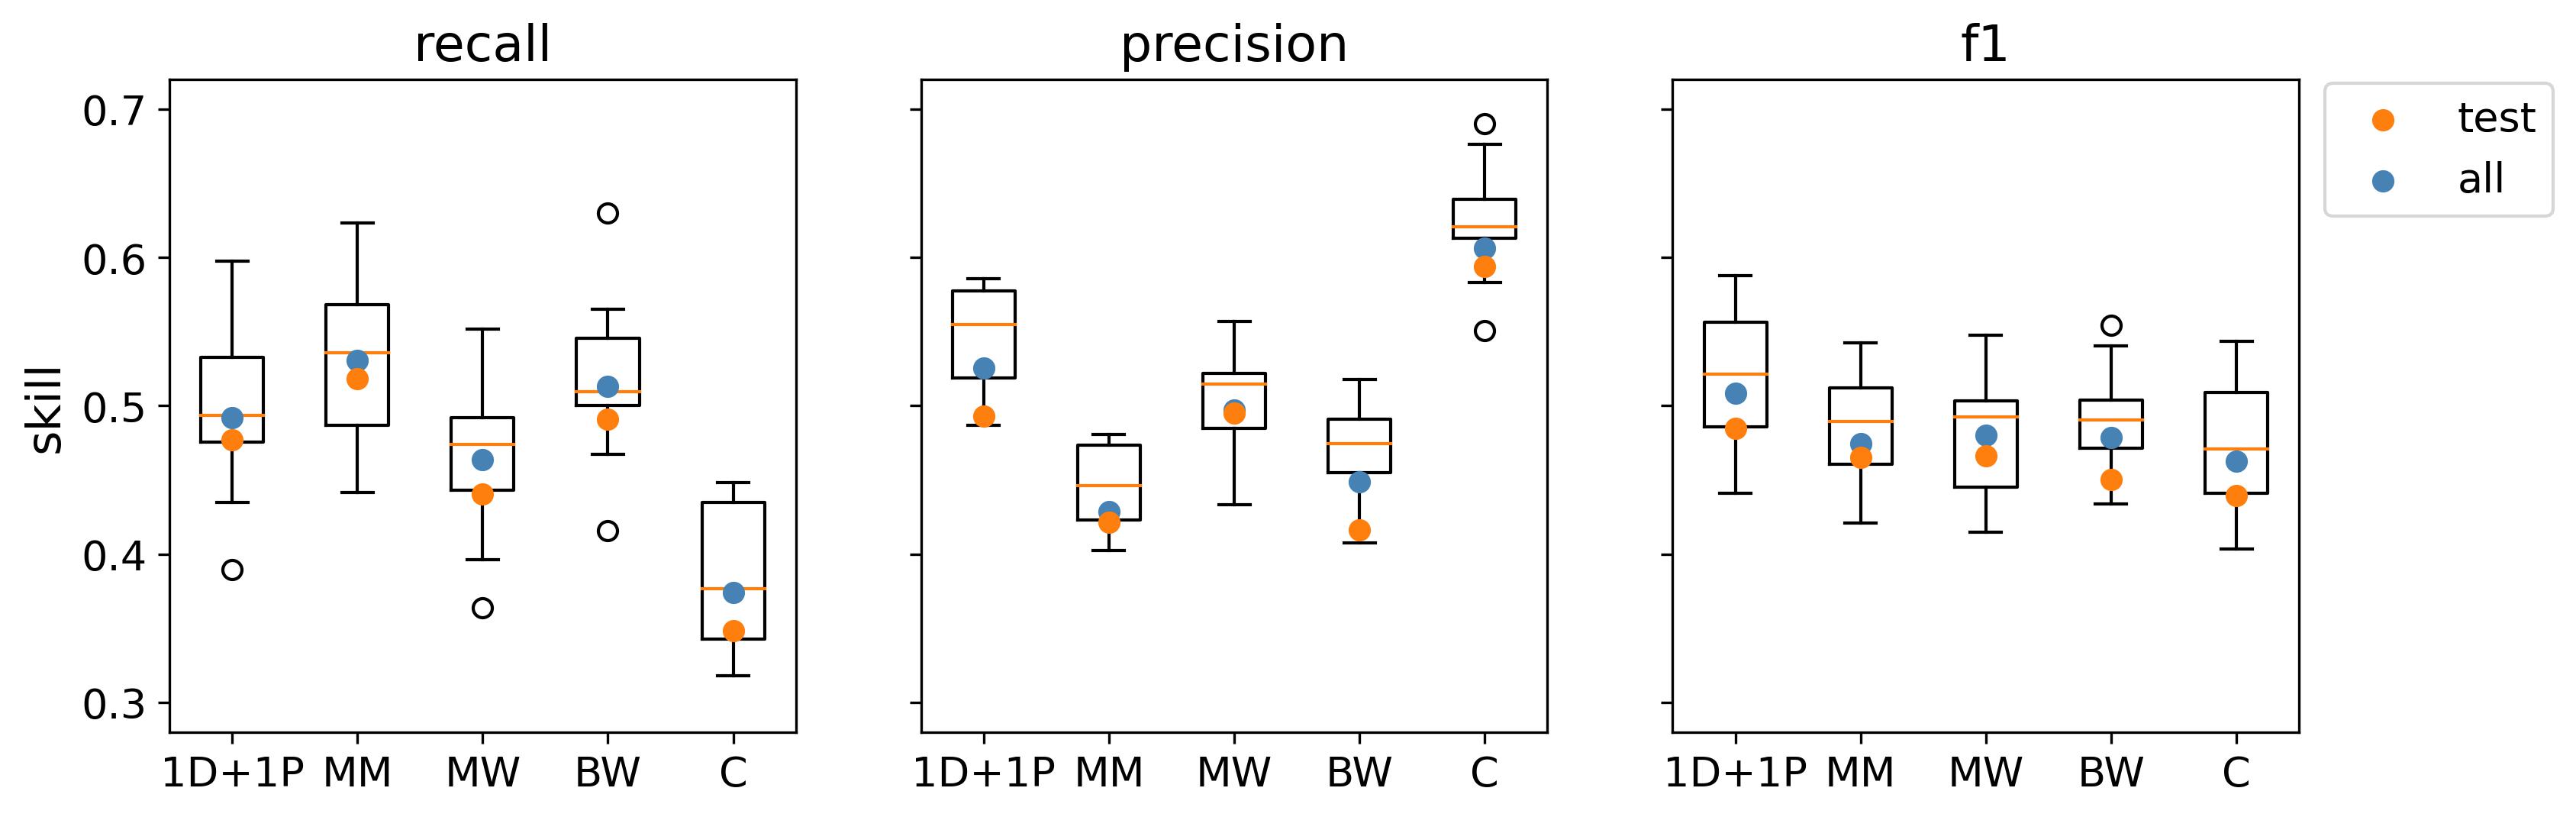 recall
precision
f1
skill
0.7
0.6
0.5
0.4
0.3
1D+1P MM MW BW C
1D+1P MM MW BW C
1D+1P MM MW BW C
test
all